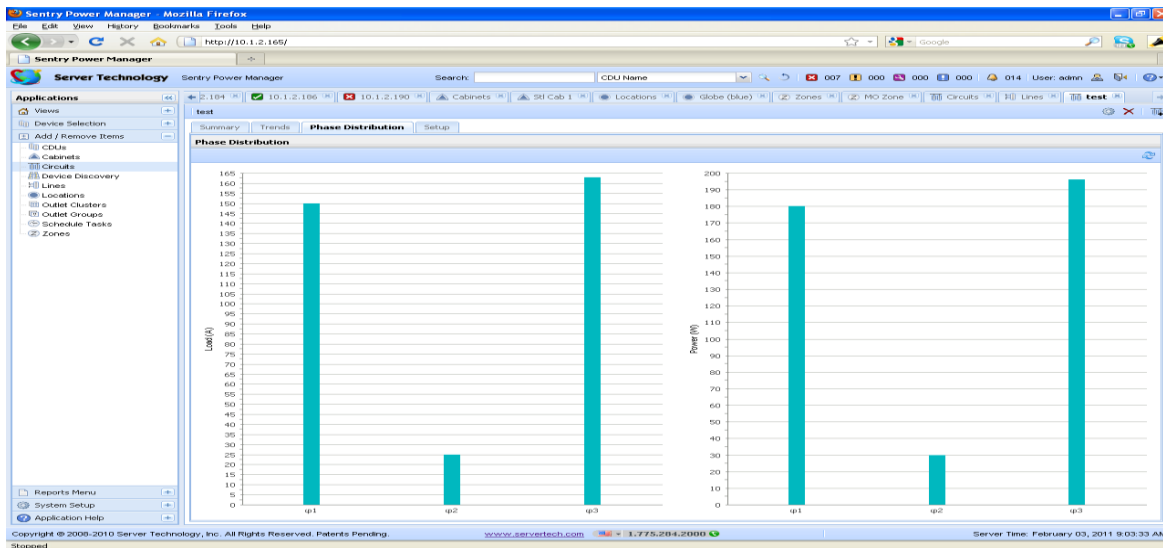 Sentry Power Manager - Mozilla Firefox
File Edit View History Bookmarks Tools Help
http://10.1.2.165/
Google
Sentry Power Manager
Server Technology Sentry Power Manager Search: CDU Name 007 000 000 000 014 User: admn
Applications
2.184 10.1.2.186 10.1.2.190 Cabinets Stl Cab 1 Locations Globe (blue) Zones MO Zone Circuits Lines test
Views
Device Selection
Add / Remove Items
CDUs
Cabinets
Circuits
Device Discovery
Lines
Locations
Outlet Clusters
Outlet Groups
Schedule Tasks
Zones
Reports Menu
System Setup
Application Help
test
Summary Trends Phase Distribution Setup
Phase Distribution
165
160
155
150
145
140
135
130
125
120
115
110
105
100
95
90
85
80
75
70
65
60
55
50
45
40
35
30
25
20
15
10
5
0
Load (A)
φ1 φ2 φ3
200
190
180
170
160
150
140
130
120
110
100
90
80
70
60
50
40
30
20
10
0
Power (W)
φ1 φ2 φ3
Copyright © 2008-2010 Server Technology, Inc. All Rights Reserved. Patents Pending. www.servertech.com 1.775.284.2000 Server Time: February 03, 2011 9:03:33 AM
Stopped